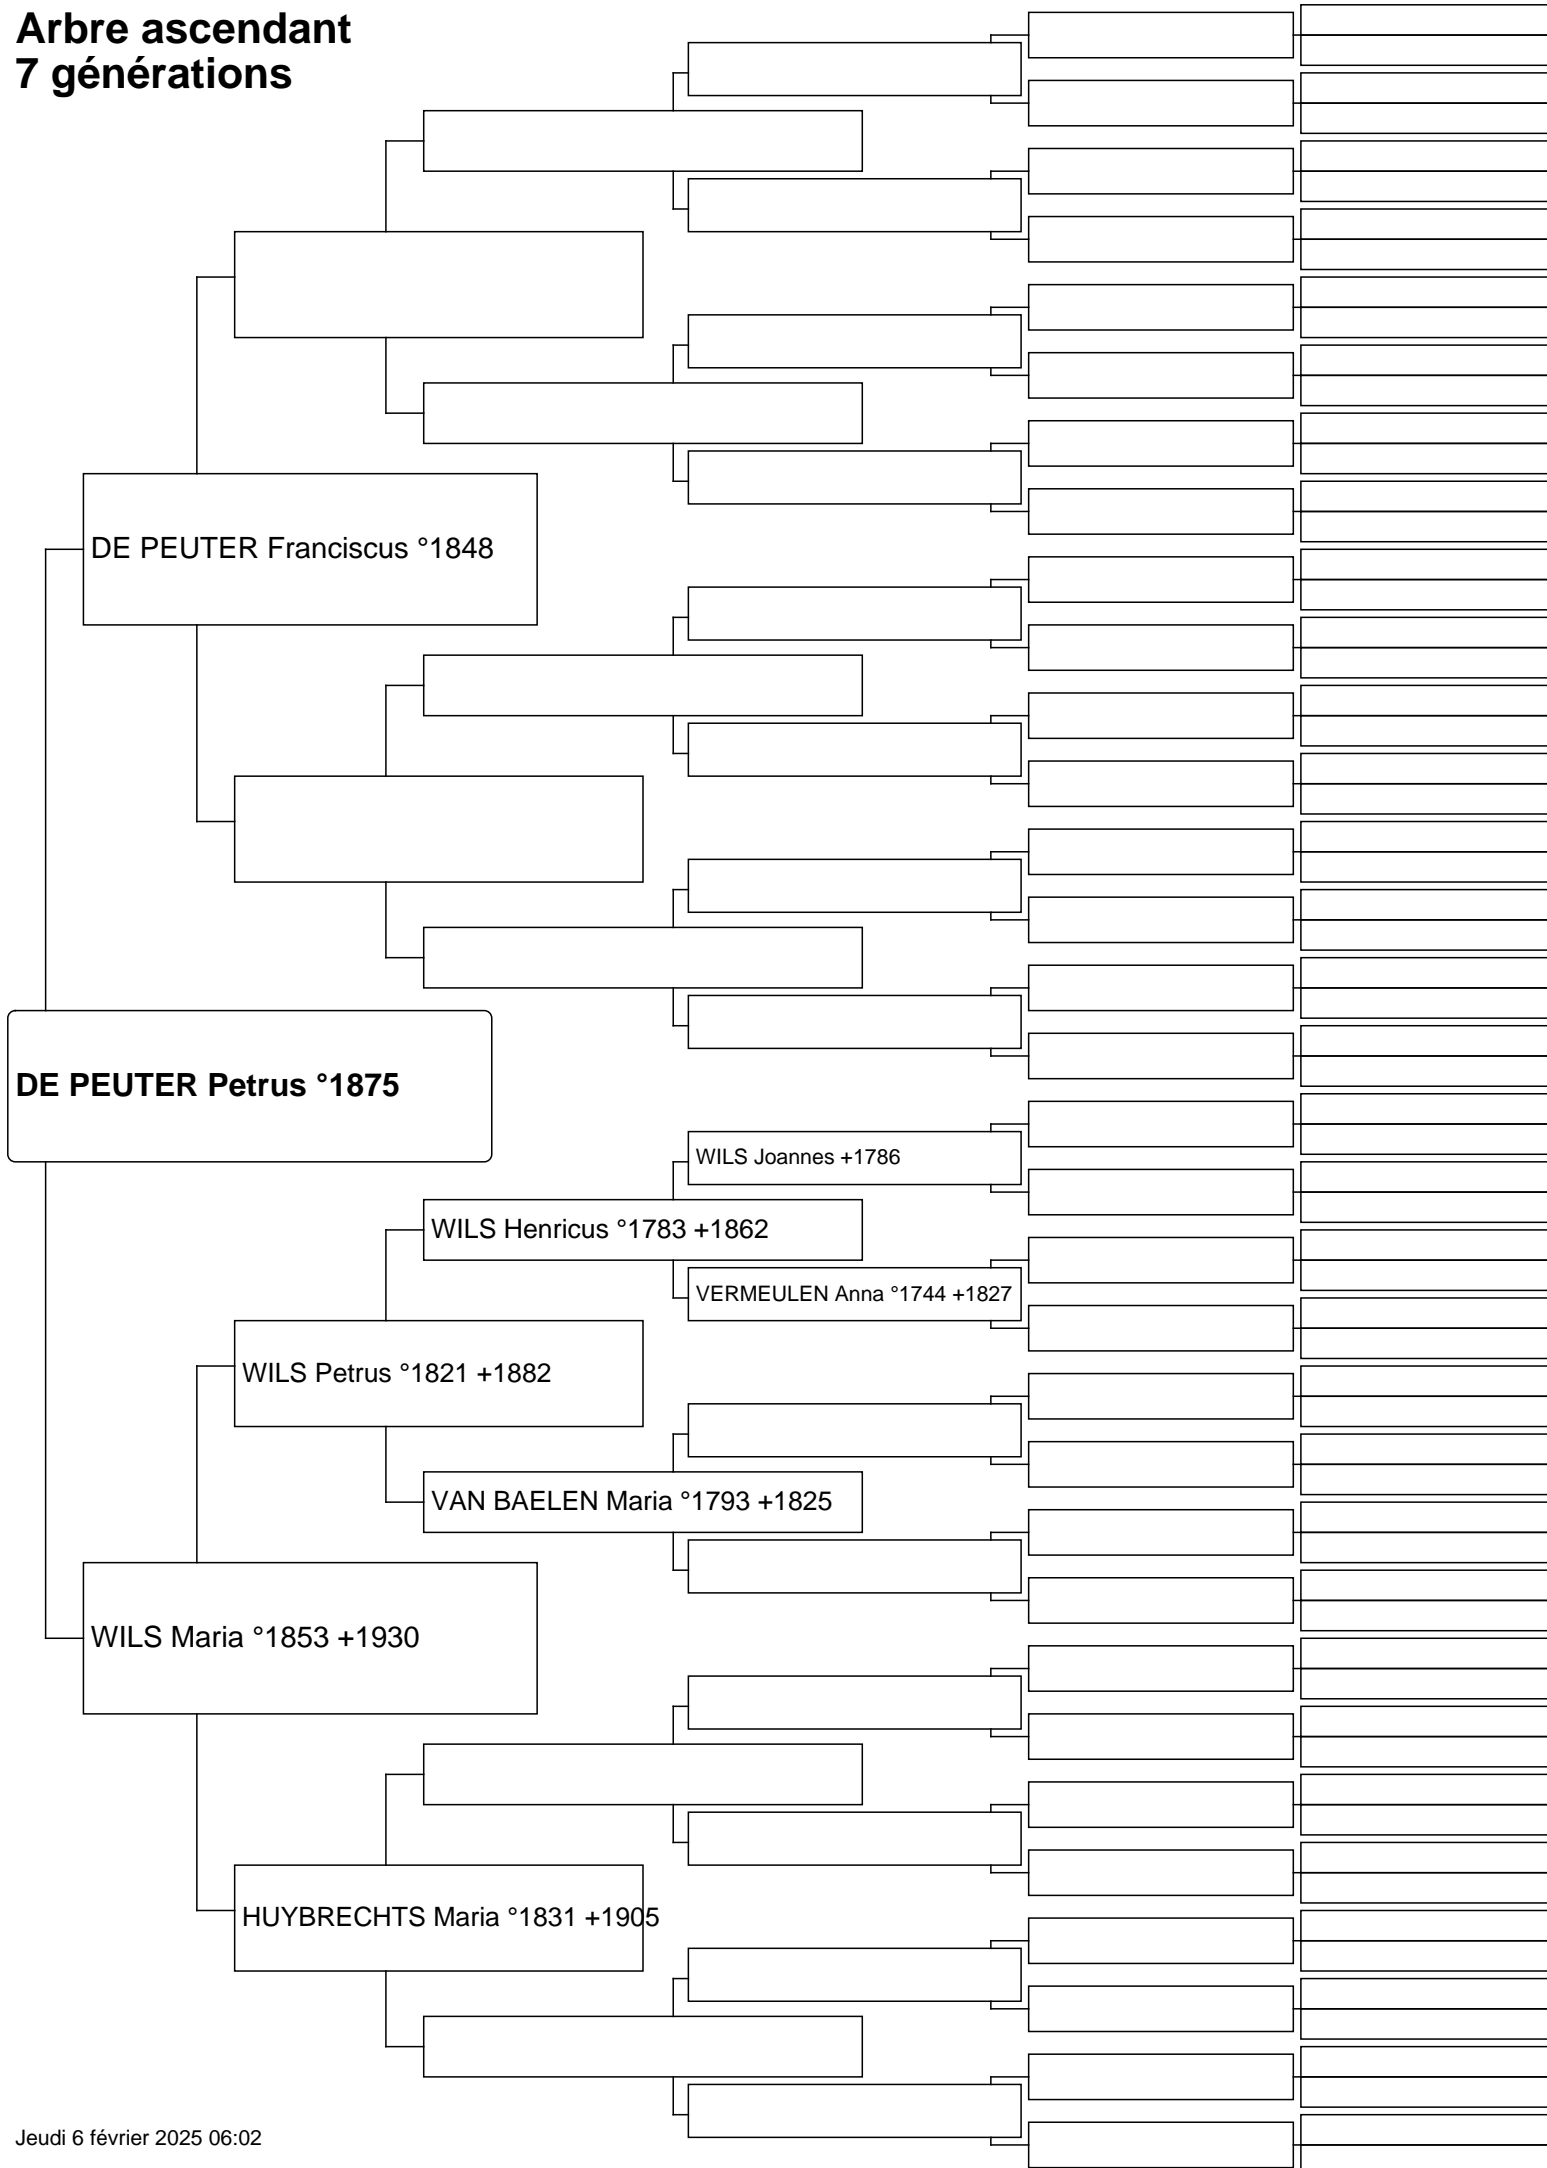 Arbre ascendant
7 générations
DE PEUTER Franciscus °1848
DE PEUTER Petrus °1875
WILS Joannes +1786
WILS Henricus °1783 +1862
VERMEULEN Anna °1744 +1827
WILS Petrus °1821 +1882
VAN BAELEN Maria °1793 +1825
WILS Maria °1853 +1930
HUYBRECHTS Maria °1831 +1905
Jeudi 6 février 2025 06:02